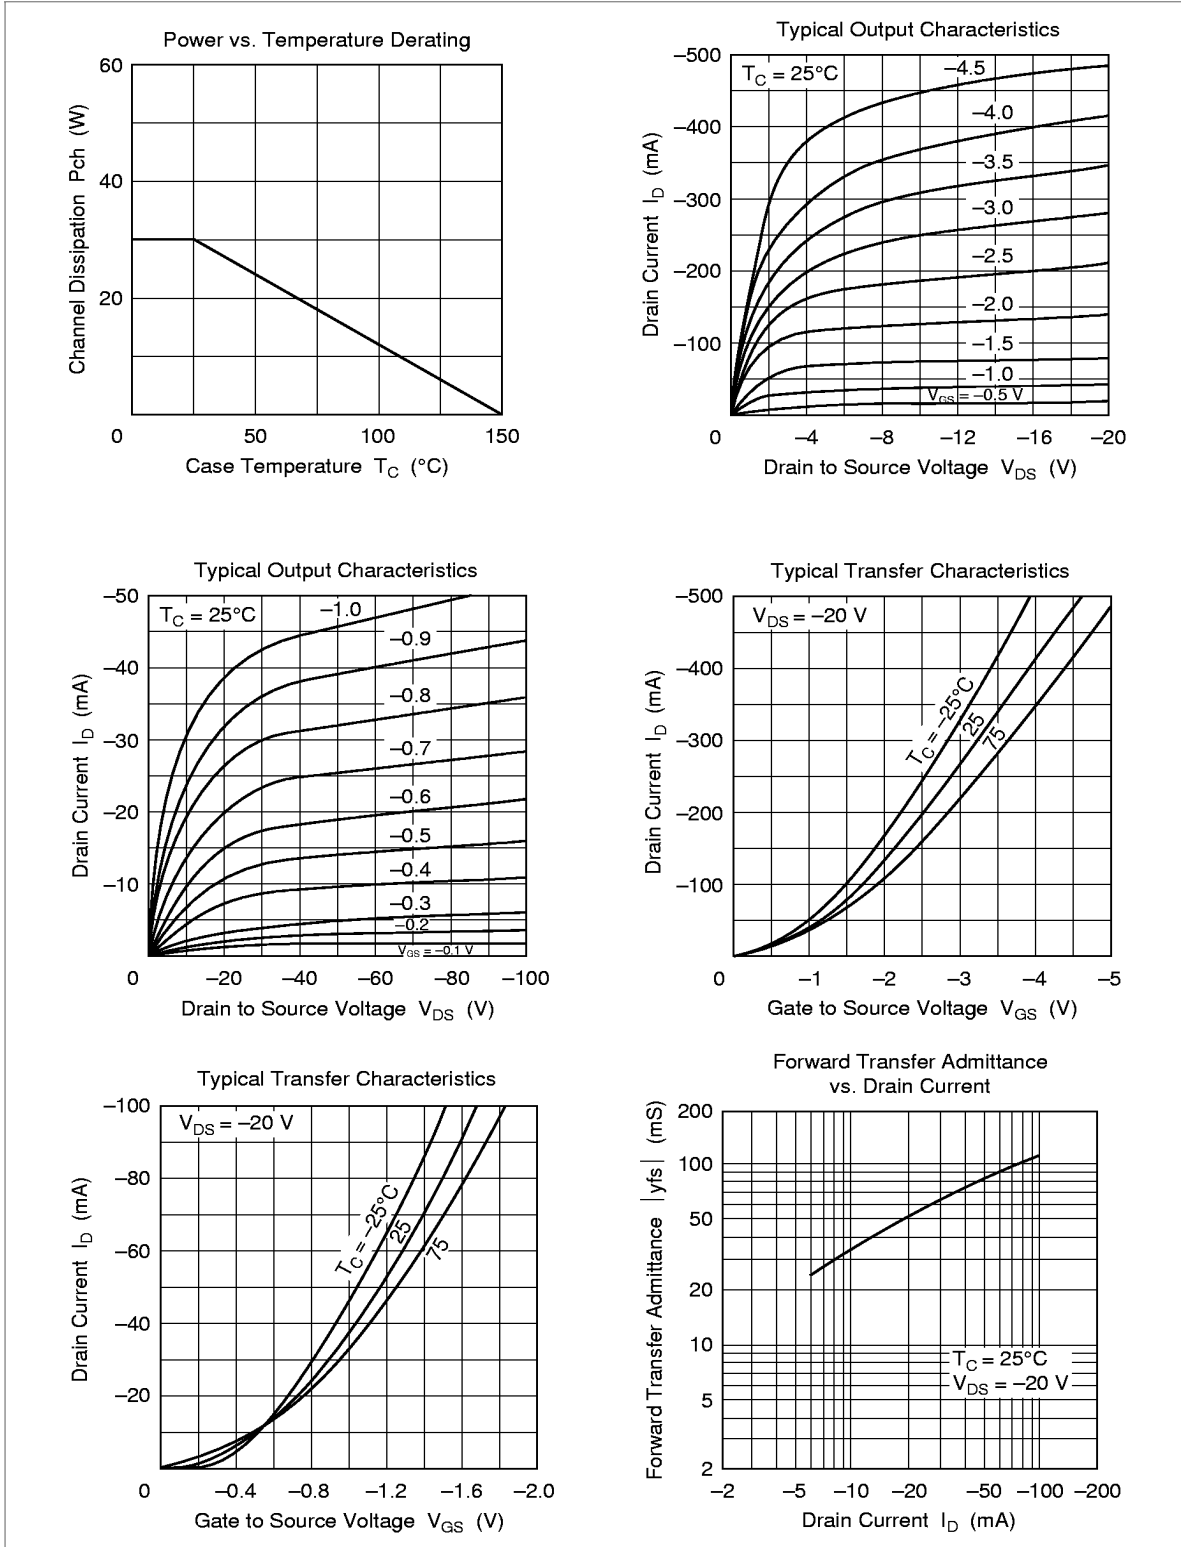 Power vs. Temperature Derating
60
40
20
0
50
100
150
Channel Dissipation Pch (W)
Case Temperature T_C (°C)
Typical Output Characteristics
T_C = 25°C
–500
–400
–300
–200
–100
0
–4
–8
–12
–16
–20
–4.5
–4.0
–3.5
–3.0
–2.5
–2.0
–1.5
–1.0
V_GS = –0.5 V
Drain Current I_D (mA)
Drain to Source Voltage V_DS (V)
Typical Output Characteristics
T_C = 25°C
–50
–40
–30
–20
–10
0
–20
–40
–60
–80
–100
–1.0
–0.9
–0.8
–0.7
–0.6
–0.5
–0.4
–0.3
–0.2
V_GS = –0.1 V
Drain Current I_D (mA)
Drain to Source Voltage V_DS (V)
Typical Transfer Characteristics
V_DS = –20 V
–500
–400
–300
–200
–100
0
–1
–2
–3
–4
–5
T_C = –25°C
25
75
Drain Current I_D (mA)
Gate to Source Voltage V_GS (V)
Typical Transfer Characteristics
V_DS = –20 V
–100
–80
–60
–40
–20
0
–0.4
–0.8
–1.2
–1.6
–2.0
T_C = –25°C
25
75
Drain Current I_D (mA)
Gate to Source Voltage V_GS (V)
Forward Transfer Admittance
vs. Drain Current
200
100
50
20
10
5
2
–2
–5
–10
–20
–50
–100
–200
T_C = 25°C
V_DS = –20 V
Forward Transfer Admittance |yfs| (mS)
Drain Current I_D (mA)